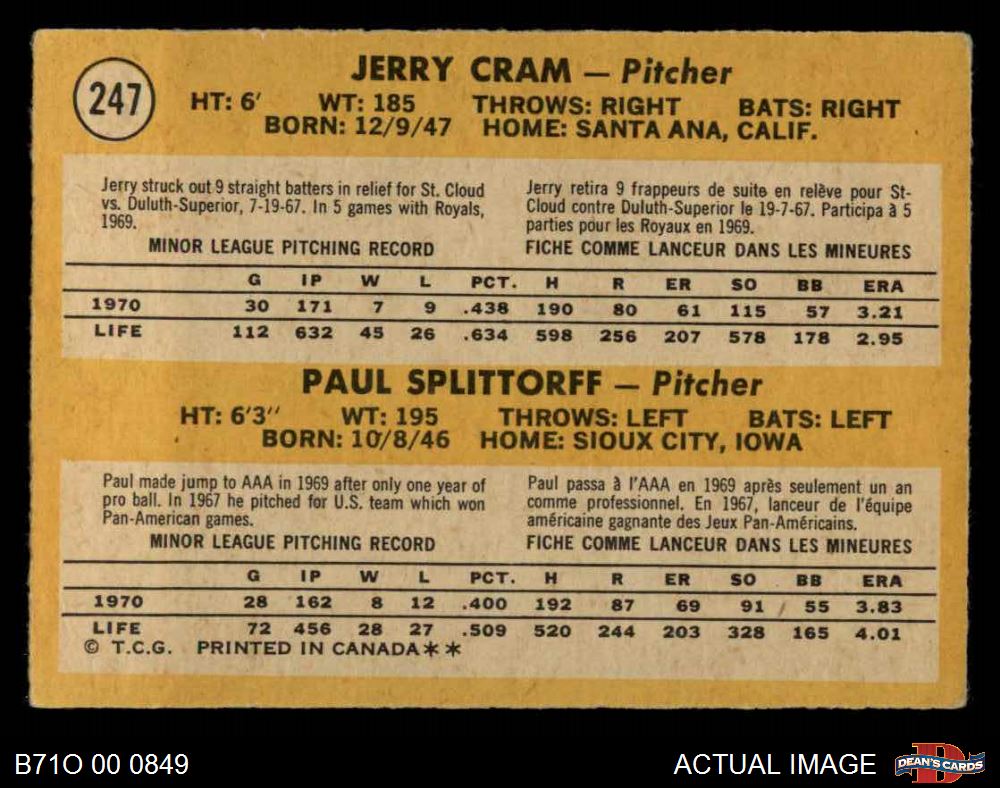 247
JERRY CRAM — Pitcher
HT: 6' WT: 185 THROWS: RIGHT BATS: RIGHT
BORN: 12/9/47 HOME: SANTA ANA, CALIF.
Jerry struck out 9 straight batters in relief for St. Cloud
vs. Duluth-Superior, 7-19-67. In 5 games with Royals,
1969.
MINOR LEAGUE PITCHING RECORD
Jerry retira 9 frappeurs de suite en relève pour St-
Cloud contre Duluth-Superior le 19-7-67. Participa à 5
parties pour les Royaux en 1969.
FICHE COMME LANCEUR DANS LES MINEURES
G IP W L PCT. H R ER SO BB ERA
1970 30 171 7 9 .438 190 80 61 115 57 3.21
LIFE 112 632 45 26 .634 598 256 207 578 178 2.95
PAUL SPLITTORFF — Pitcher
HT: 6'3" WT: 195 THROWS: LEFT BATS: LEFT
BORN: 10/8/46 HOME: SIOUX CITY, IOWA
Paul made jump to AAA in 1969 after only one year of
pro ball. In 1967 he pitched for U.S. team which won
Pan-American games.
MINOR LEAGUE PITCHING RECORD
Paul passa à l'AAA en 1969 après seulement un an
comme professionnel. En 1967, lanceur de l'équipe
américaine gagnante des Jeux Pan-Américains.
FICHE COMME LANCEUR DANS LES MINEURES
G IP W L PCT. H R ER SO BB ERA
1970 28 162 8 12 .400 192 87 69 91 55 3.83
LIFE 72 456 28 27 .509 520 244 203 328 165 4.01
© T.C.G. PRINTED IN CANADA**
B71O 00 0849
ACTUAL IMAGE
DEAN'S CARDS